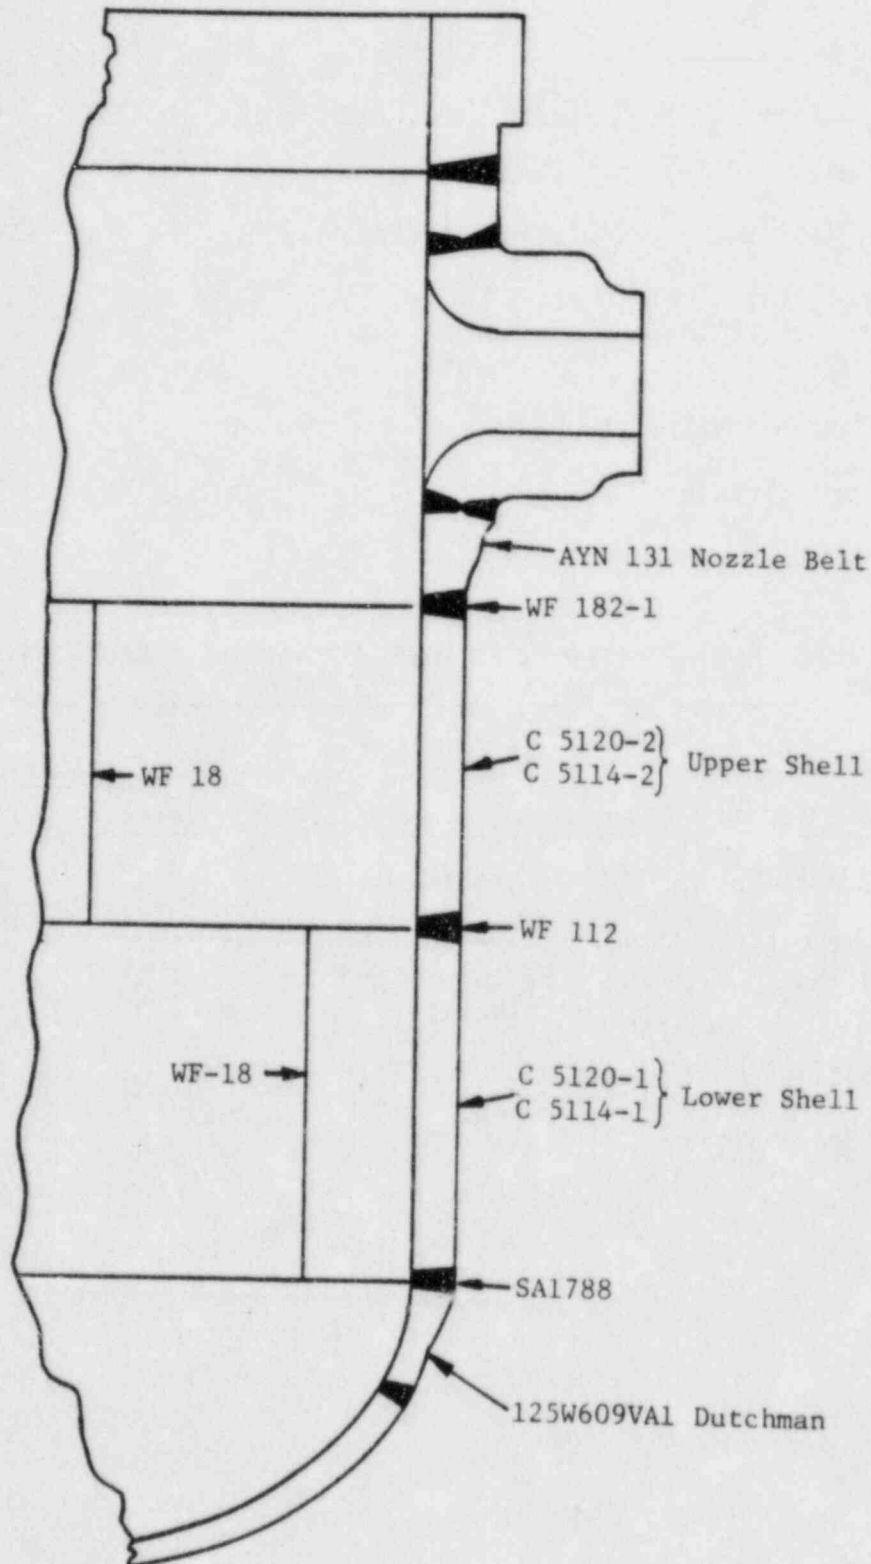 AYN 131 Nozzle Belt
WF 182-1
C 5120-2
C 5114-2
Upper Shell
WF 18
WF 112
WF-18
C 5120-1
C 5114-1
Lower Shell
SA1788
125W609VA1 Dutchman